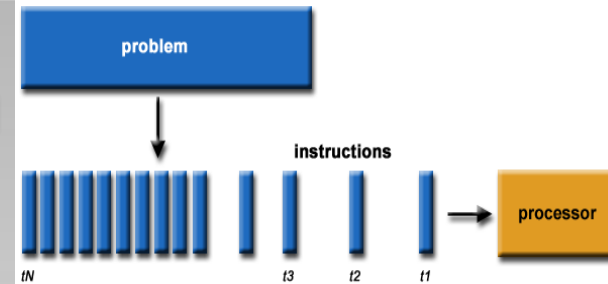 problem
instructions
processor
tN
t3
t2
t1